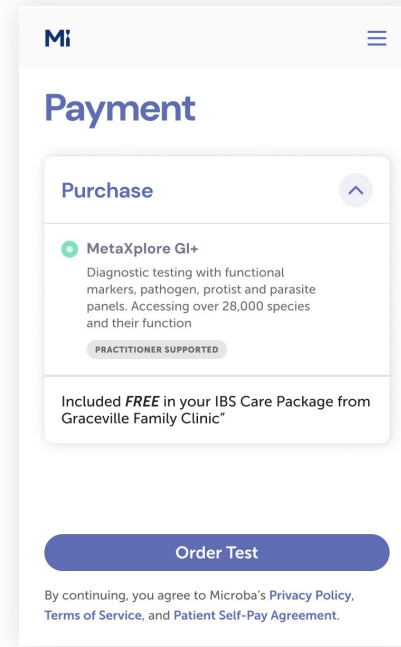 Mi
Payment
Purchase
MetaXplore GI+
Diagnostic testing with functional
markers, pathogen, protist and parasite
panels. Accessing over 28,000 species
and their function
PRACTITIONER SUPPORTED
Included FREE in your IBS Care Package from
Graceville Family Clinic”
Order Test
By continuing, you agree to Microba’s Privacy Policy,
Terms of Service, and Patient Self-Pay Agreement.